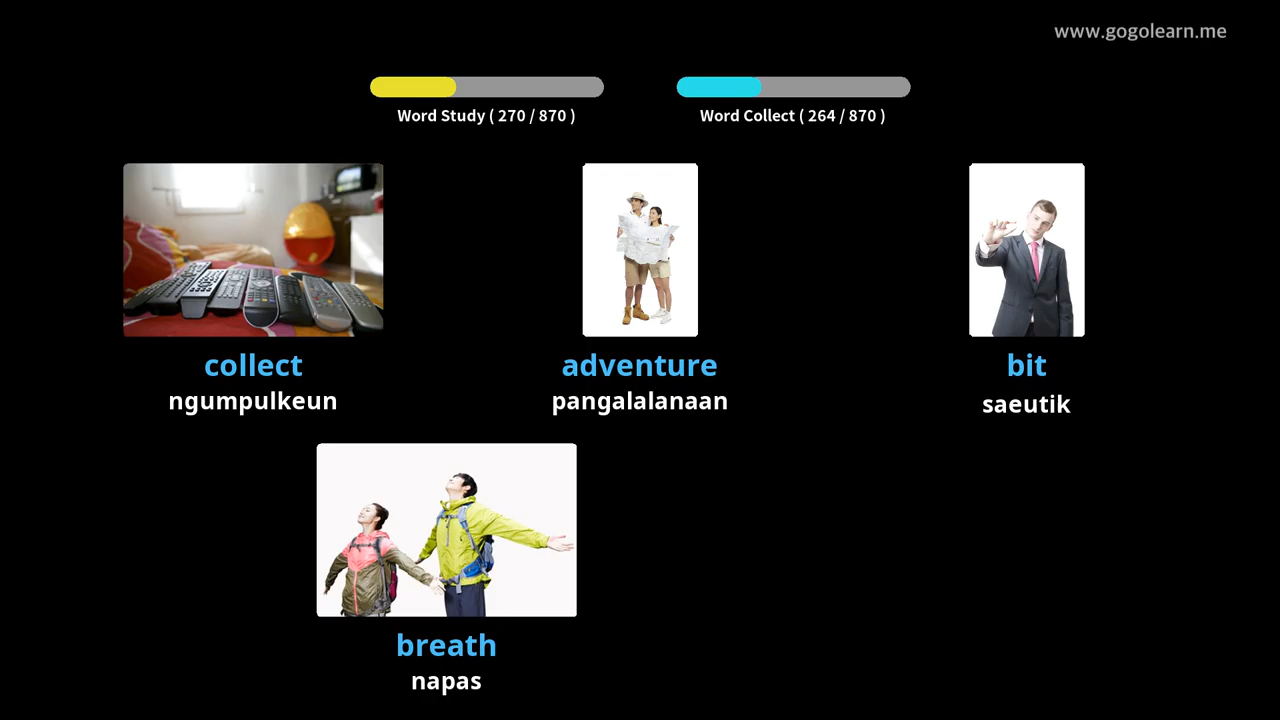 www.gogolearn.me
Word Study ( 270 / 870 )
Word Collect ( 264 / 870 )
collect
ngumpulkeun
adventure
pangalalanaan
bit
saeutik
breath
napas